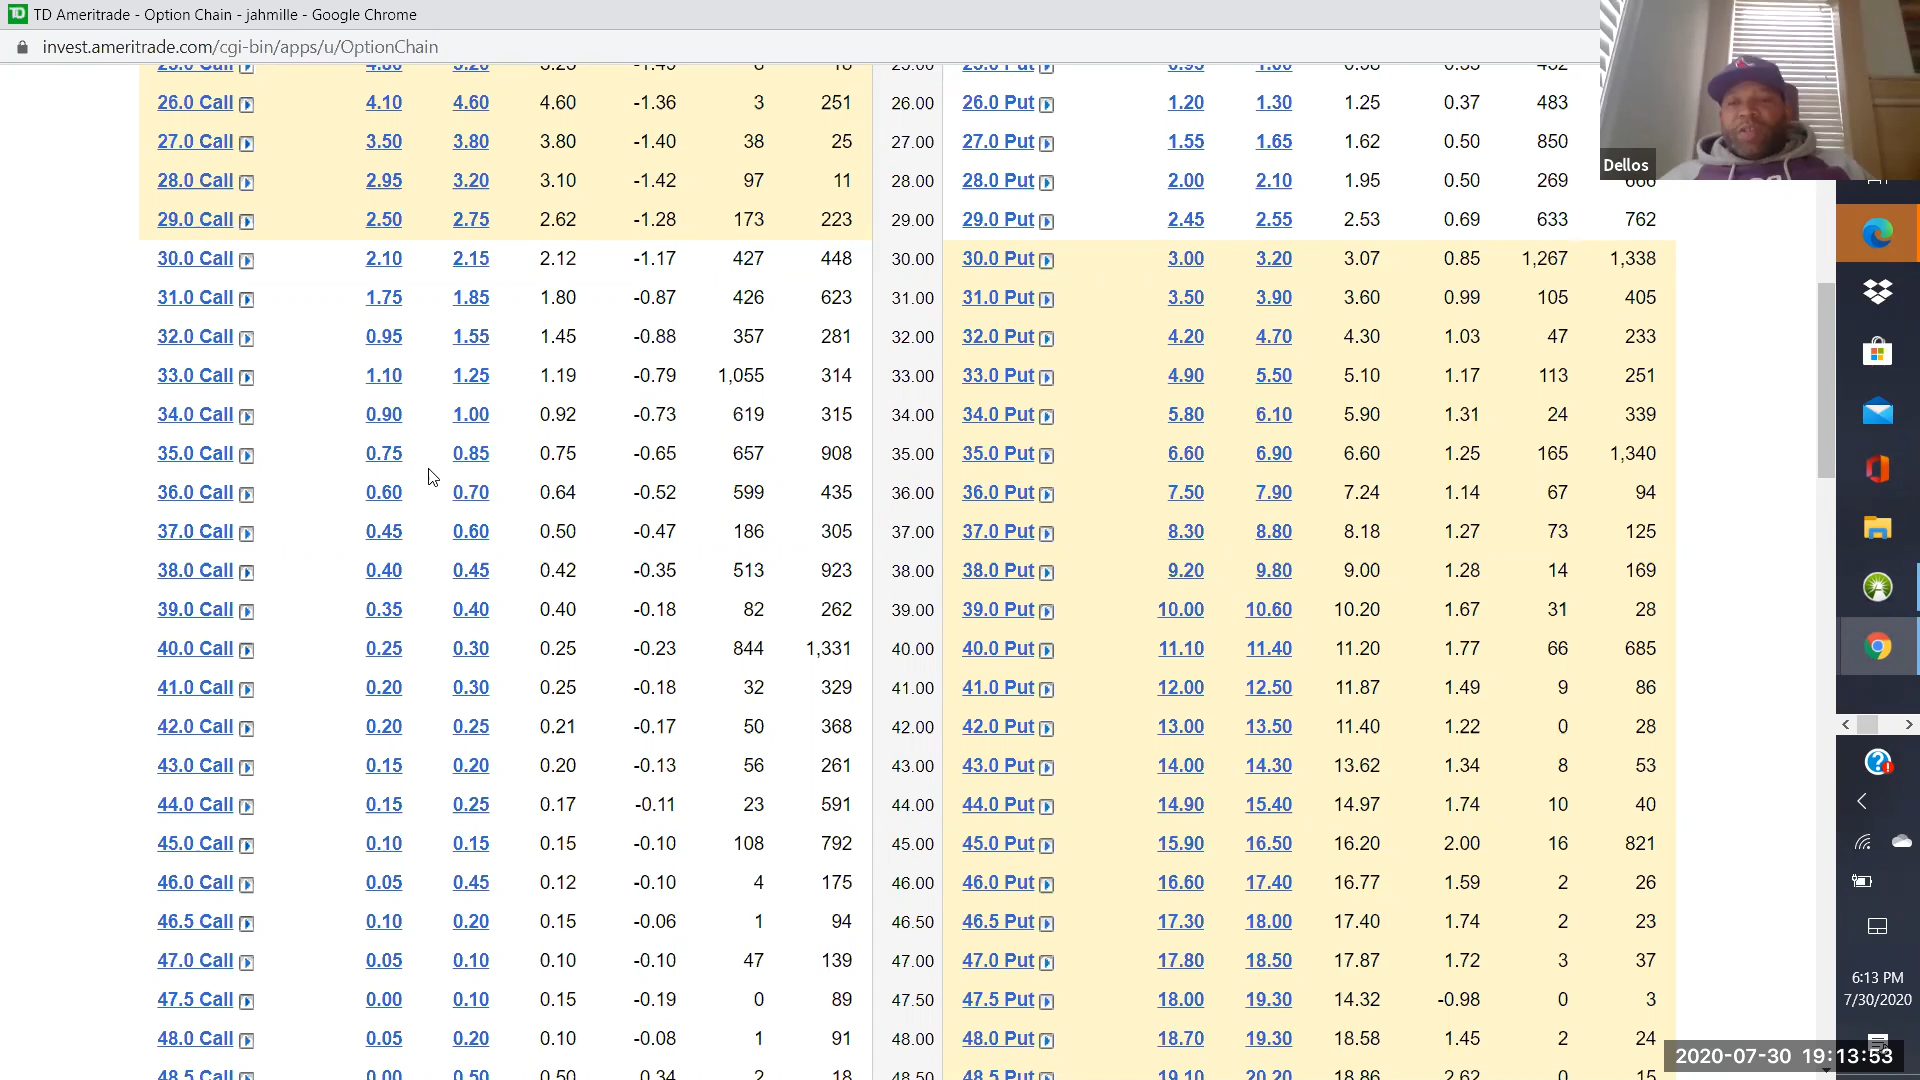 TD Ameritrade - Option Chain - jahmille - Google Chrome
invest.ameritrade.com/cgi-bin/apps/u/OptionChain
26.0 Call 4.10 4.60 4.60 -1.36 3 251 26.00 26.0 Put 1.20 1.30 1.25 0.37 483
Dellos
27.0 Call 3.50 3.80 3.80 -1.40 38 25 27.00 27.0 Put 1.55 1.65 1.62 0.50 850
28.0 Call 2.95 3.20 3.10 -1.42 97 11 28.00 28.0 Put 2.00 2.10 1.95 0.50 269
29.0 Call 2.50 2.75 2.62 -1.28 173 223 29.00 29.0 Put 2.45 2.55 2.53 0.69 633 762
30.0 Call 2.10 2.15 2.12 -1.17 427 448 30.00 30.0 Put 3.00 3.20 3.07 0.85 1,267 1,338
31.0 Call 1.75 1.85 1.80 -0.87 426 623 31.00 31.0 Put 3.50 3.90 3.60 0.99 105 405
32.0 Call 0.95 1.55 1.45 -0.88 357 281 32.00 32.0 Put 4.20 4.70 4.30 1.03 47 233
33.0 Call 1.10 1.25 1.19 -0.79 1,055 314 33.00 33.0 Put 4.90 5.50 5.10 1.17 113 251
34.0 Call 0.90 1.00 0.92 -0.73 619 315 34.00 34.0 Put 5.80 6.10 5.90 1.31 24 339
35.0 Call 0.75 0.85 0.75 -0.65 657 908 35.00 35.0 Put 6.60 6.90 6.60 1.25 165 1,340
36.0 Call 0.60 0.70 0.64 -0.52 599 435 36.00 36.0 Put 7.50 7.90 7.24 1.14 67 94
37.0 Call 0.45 0.60 0.50 -0.47 186 305 37.00 37.0 Put 8.30 8.80 8.18 1.27 73 125
38.0 Call 0.40 0.45 0.42 -0.35 513 923 38.00 38.0 Put 9.20 9.80 9.00 1.28 14 169
39.0 Call 0.35 0.40 0.40 -0.18 82 262 39.00 39.0 Put 10.00 10.60 10.20 1.67 31 28
40.0 Call 0.25 0.30 0.25 -0.23 844 1,331 40.00 40.0 Put 11.10 11.40 11.20 1.77 66 685
41.0 Call 0.20 0.30 0.25 -0.18 32 329 41.00 41.0 Put 12.00 12.50 11.87 1.49 9 86
42.0 Call 0.20 0.25 0.21 -0.17 50 368 42.00 42.0 Put 13.00 13.50 11.40 1.22 0 28
43.0 Call 0.15 0.20 0.20 -0.13 56 261 43.00 43.0 Put 14.00 14.30 13.62 1.34 8 53
44.0 Call 0.15 0.25 0.17 -0.11 23 591 44.00 44.0 Put 14.90 15.40 14.97 1.74 10 40
45.0 Call 0.10 0.15 0.15 -0.10 108 792 45.00 45.0 Put 15.90 16.50 16.20 2.00 16 821
46.0 Call 0.05 0.45 0.12 -0.10 4 175 46.00 46.0 Put 16.60 17.40 16.77 1.59 2 26
46.5 Call 0.10 0.20 0.15 -0.06 1 94 46.50 46.5 Put 17.30 18.00 17.40 1.74 2 23
47.0 Call 0.05 0.10 0.10 -0.10 47 139 47.00 47.0 Put 17.80 18.50 17.87 1.72 3 37
47.5 Call 0.00 0.10 0.15 -0.19 0 89 47.50 47.5 Put 18.00 19.30 14.32 -0.98 0 3
48.0 Call 0.05 0.20 0.10 -0.08 1 91 48.00 48.0 Put 18.70 19.30 18.58 1.45 2 24
6:13 PM
7/30/2020
2020-07-30 19:13:53